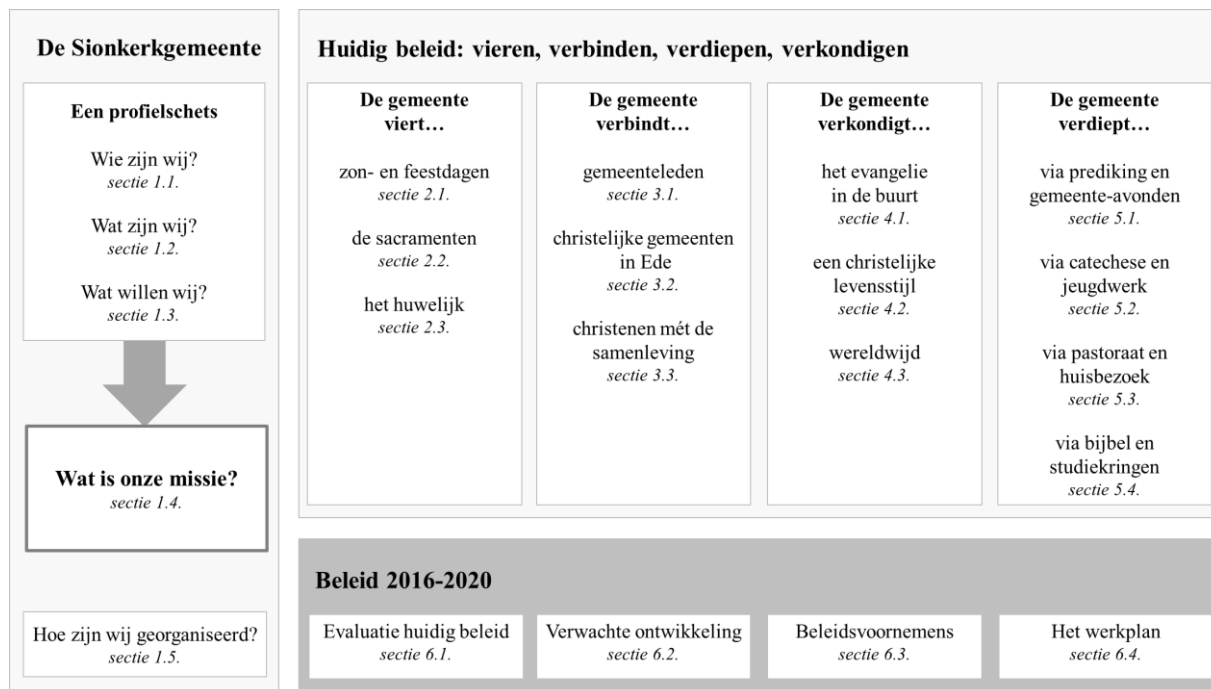 De Sionkerkgemeente
Een profielschets
Wie zijn wij?
sectie 1.1.
Wat zijn wij?
sectie 1.2.
Wat willen wij?
sectie 1.3.
Wat is onze missie?
sectie 1.4.
Hoe zijn wij georganiseerd?
sectie 1.5.
Huidig beleid: vieren, verbinden, verdiepen, verkondigen
De gemeente
viert…
zon- en feestdagen
sectie 2.1.
de sacramenten
sectie 2.2.
het huwelijk
sectie 2.3.
De gemeente
verbindt…
gemeenteleden
sectie 3.1.
christelijke gemeenten
in Ede
sectie 3.2.
christenen mét de
samenleving
sectie 3.3.
De gemeente
verkondigt…
het evangelie
in de buurt
sectie 4.1.
een christelijke
levensstijl
sectie 4.2.
wereldwijd
sectie 4.3.
De gemeente
verdiept…
via prediking en
gemeente-avonden
sectie 5.1.
via catechese en
jeugdwerk
sectie 5.2.
via pastoraat en
huisbezoek
sectie 5.3.
via bijbel en
studiekringen
sectie 5.4.
Beleid 2016-2020
Evaluatie huidig beleid
sectie 6.1.
Verwachte ontwikkeling
sectie 6.2.
Beleidsvoornemens
sectie 6.3.
Het werkplan
sectie 6.4.